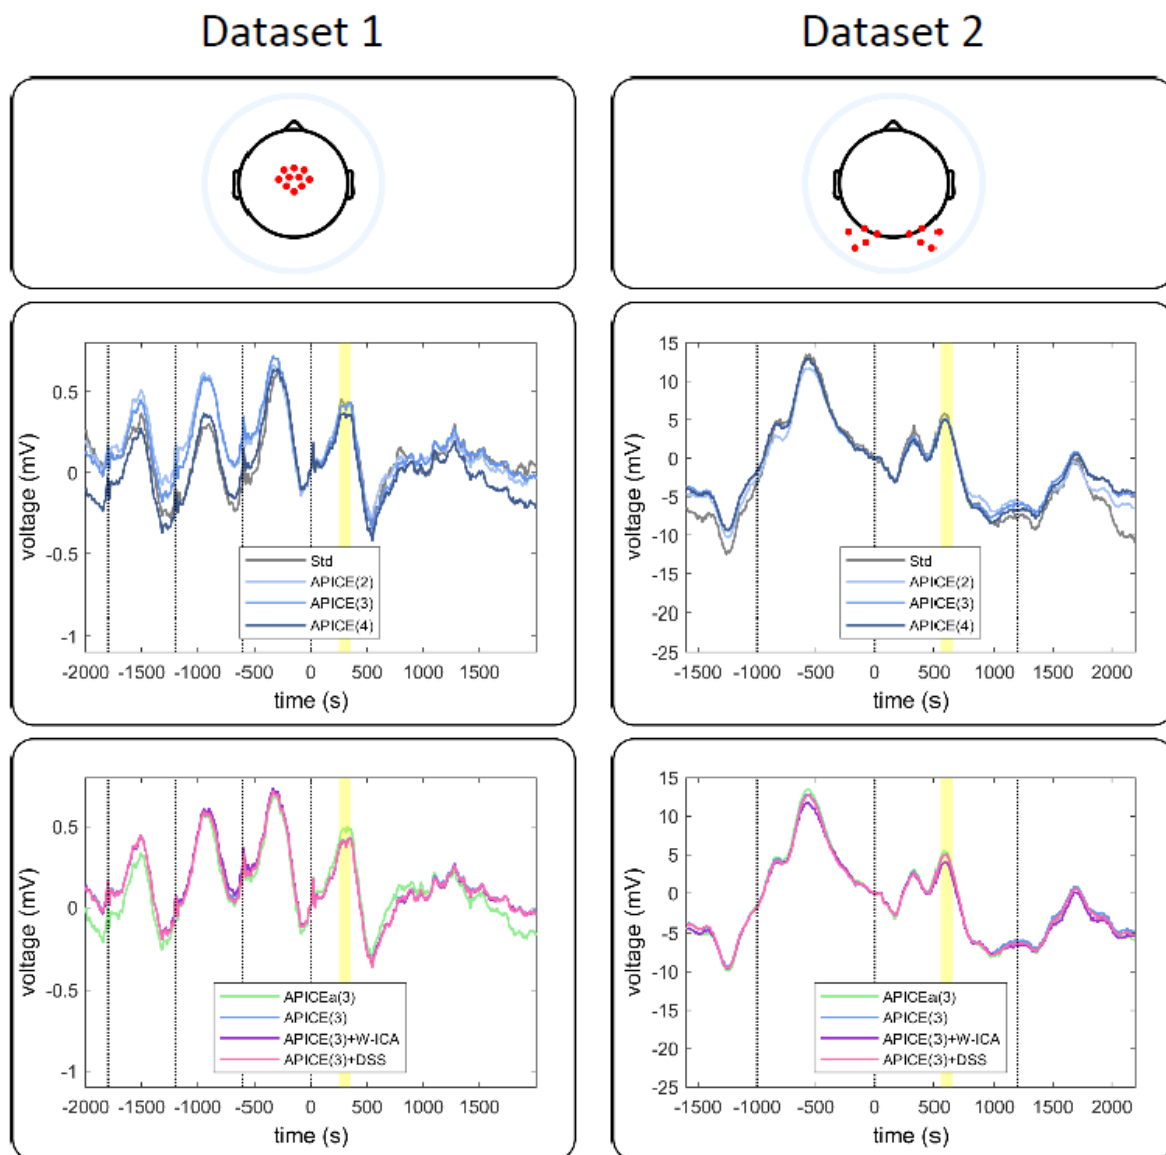 Dataset 1
Dataset 2
0.5
0
-0.5
-1
voltage (mV)
Std
APICE(2)
APICE(3)
APICE(4)
-2000 -1500 -1000 -500 0 500 1000 1500
time (s)
15
10
5
0
-5
-10
-15
-20
-25
voltage (mV)
Std
APICE(2)
APICE(3)
APICE(4)
-1500 -1000 -500 0 500 1000 1500 2000
time (s)
0.5
0
-0.5
-1
voltage (mV)
APICEa(3)
APICE(3)
APICE(3)+W-ICA
APICE(3)+DSS
-2000 -1500 -1000 -500 0 500 1000 1500
time (s)
15
10
5
0
-5
-10
-15
-20
-25
voltage (mV)
APICEa(3)
APICE(3)
APICE(3)+W-ICA
APICE(3)+DSS
-1500 -1000 -500 0 500 1000 1500 2000
time (s)